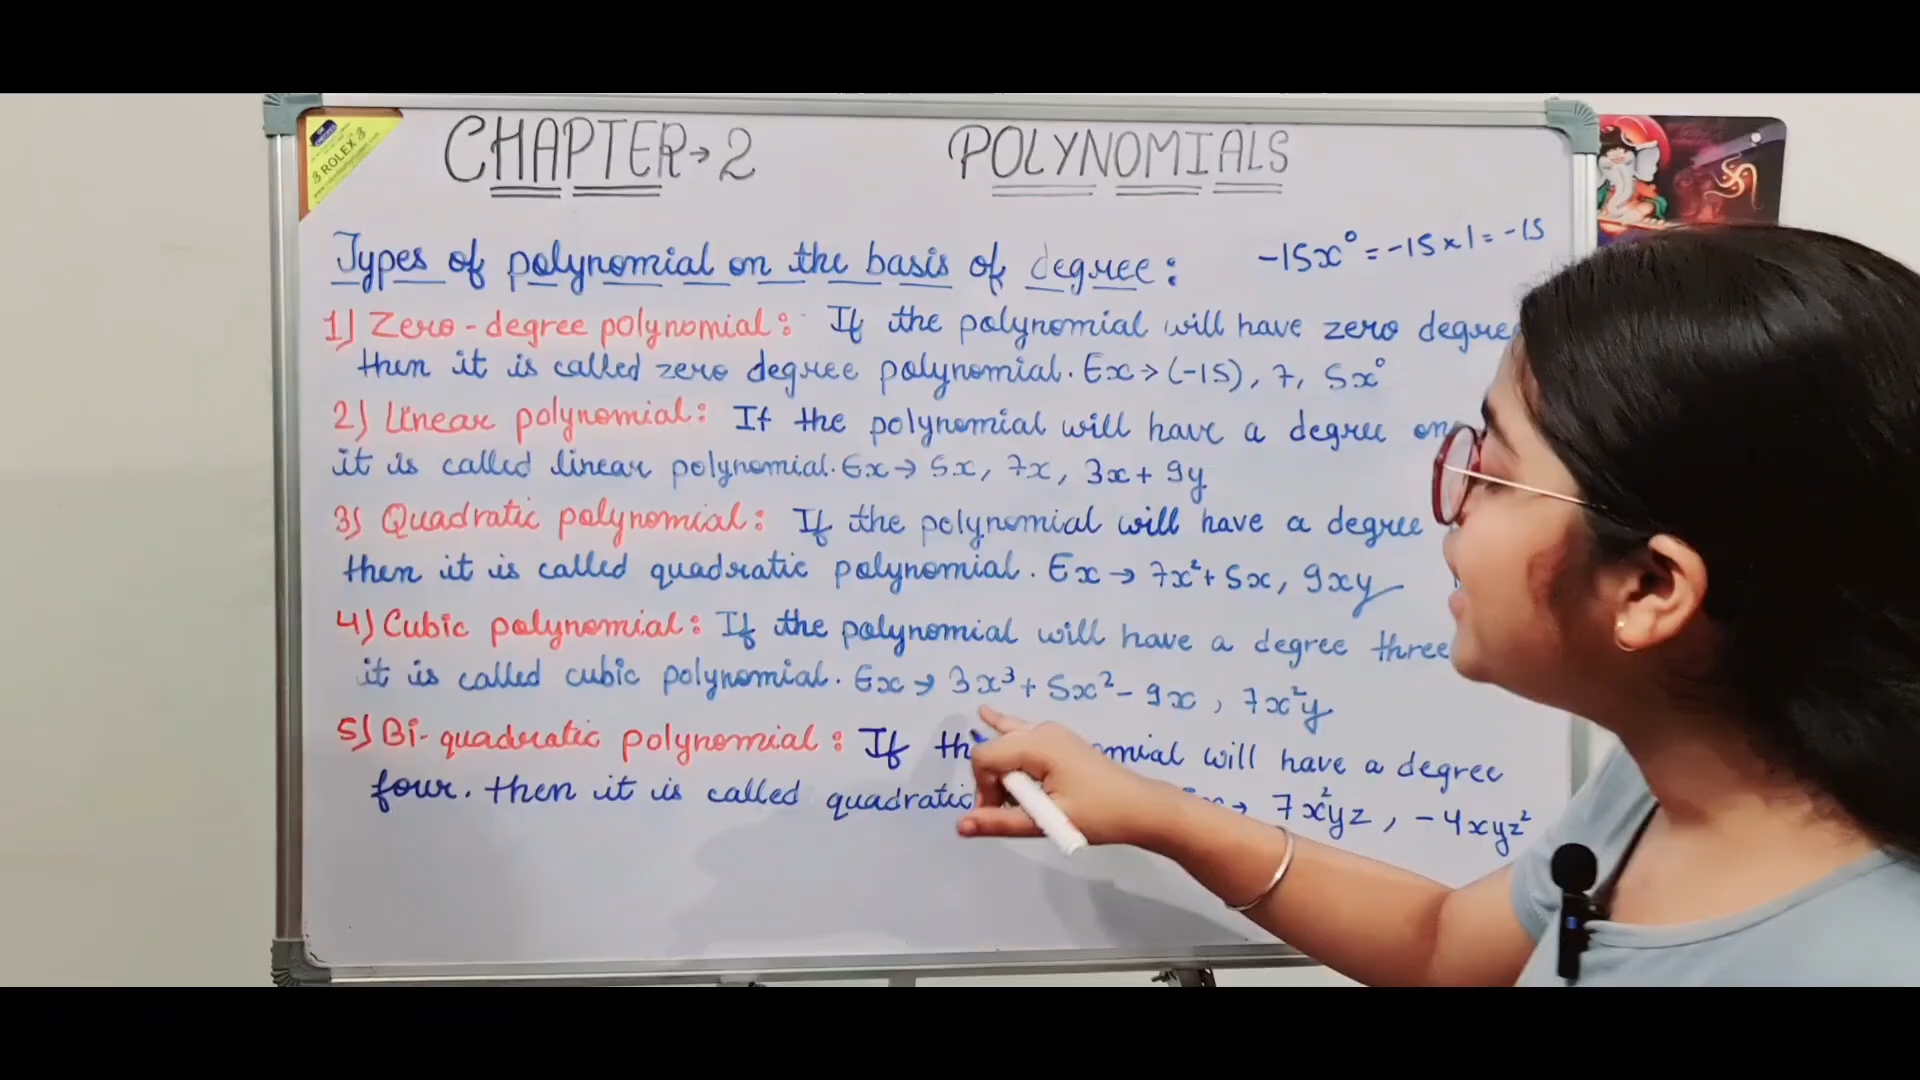 CHAPTER→2 POLYNOMIALS
3 ROLEX 3
Types of polynomial on the basis of degree:
-15x⁰ = -15×1 = -15
1) Zero-degree polynomial: If the polynomial will have zero degree
then it is called zero degree polynomial. Ex→(-15), 7, 5x⁰
2) Linear polynomial: If the polynomial will have a degree
it is called linear polynomial. Ex→ 5x, 7x, 3x+9y
3) Quadratic polynomial: If the polynomial will have a degree
then it is called quadratic polynomial. Ex→ 7x²+5x, 9xy
4) Cubic polynomial: If the polynomial will have a degree three
it is called cubic polynomial. Ex→ 3x³+5x²-9x, 7x²y
5) Bi-quadratic polynomial: If will have a degree
four. then it is called quadratic 7x²yz, -4xyz²